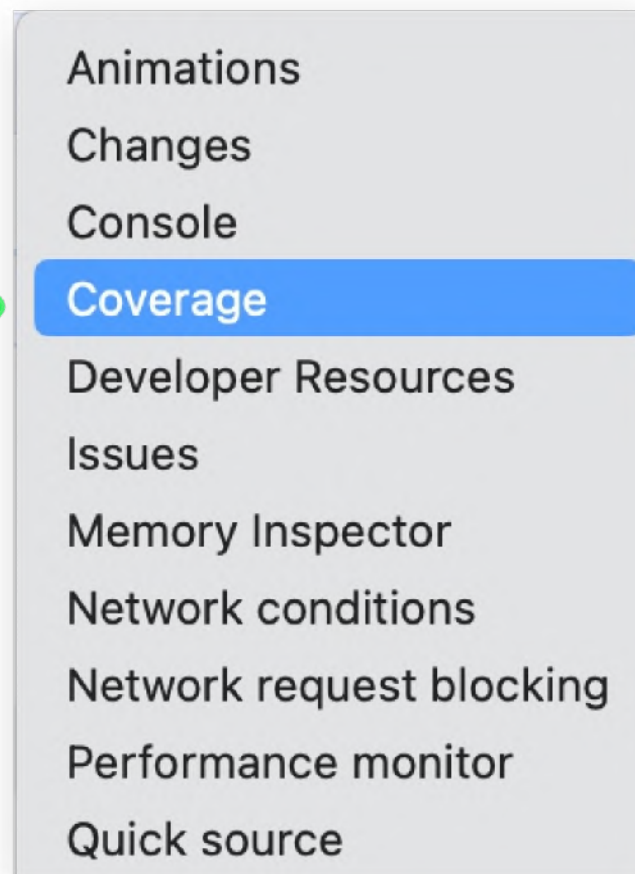 Animations
Changes
Console
Coverage
Developer Resources
Issues
Memory Inspector
Network conditions
Network request blocking
Performance monitor
Quick source